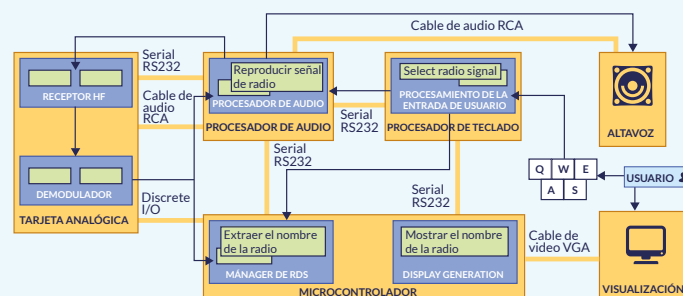 Cable de audio RCA
Serial
RS232
Reproducir señal
de radio
Select radio signal
RECEPTOR HF
PROCESADOR DE AUDIO
PROCESAMIENTO DE LA
ENTRADA DE USUARIO
Cable de
audio
RCA
PROCESADOR DE AUDIO
Serial
RS232
PROCESADOR DE TECLADO
ALTAVOZ
Serial
RS232
Q W E
A S
USUARIO
DEMODULADOR
Discrete
I/O
Serial
RS232
TARJETA ANALÓGICA
Extraer el nombre
de la radio
Mostrar el nombre
de la radio
Cable de
video VGA
MÁNAGER DE RDS
DISPLAY GENERATION
VISUALIZACIÓN
MICROCONTROLADOR